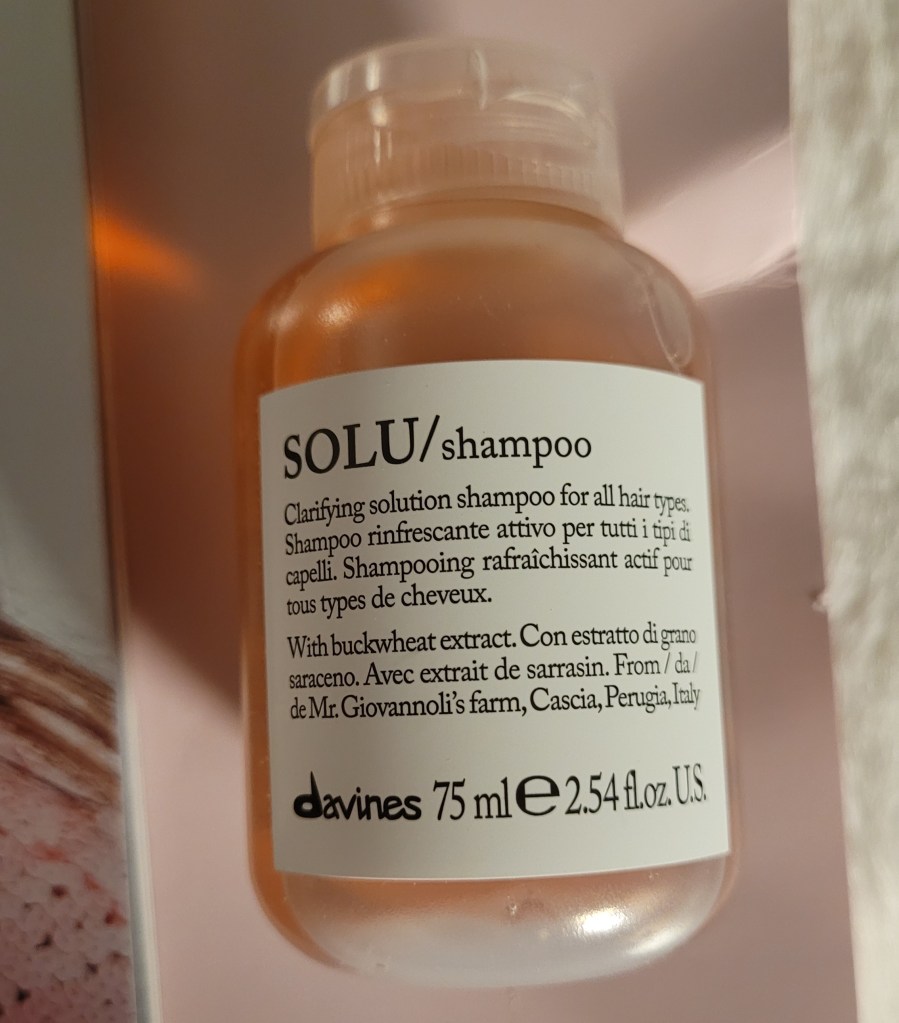 SOLU/shampoo
Clarifying solution shampoo for all hair types.
Shampoo rinfrescante attivo per tutti i tipi di
capelli. Shampooing rafraîchissant actif pour
tous types de cheveux.
With buckwheat extract. Con estratto di grano
saraceno. Avec extrait de sarrasin. From / da /
de Mr. Giovannoli's farm, Cascia, Perugia, Italy
davines 75 ml ℮ 2.54 fl.oz. U.S.